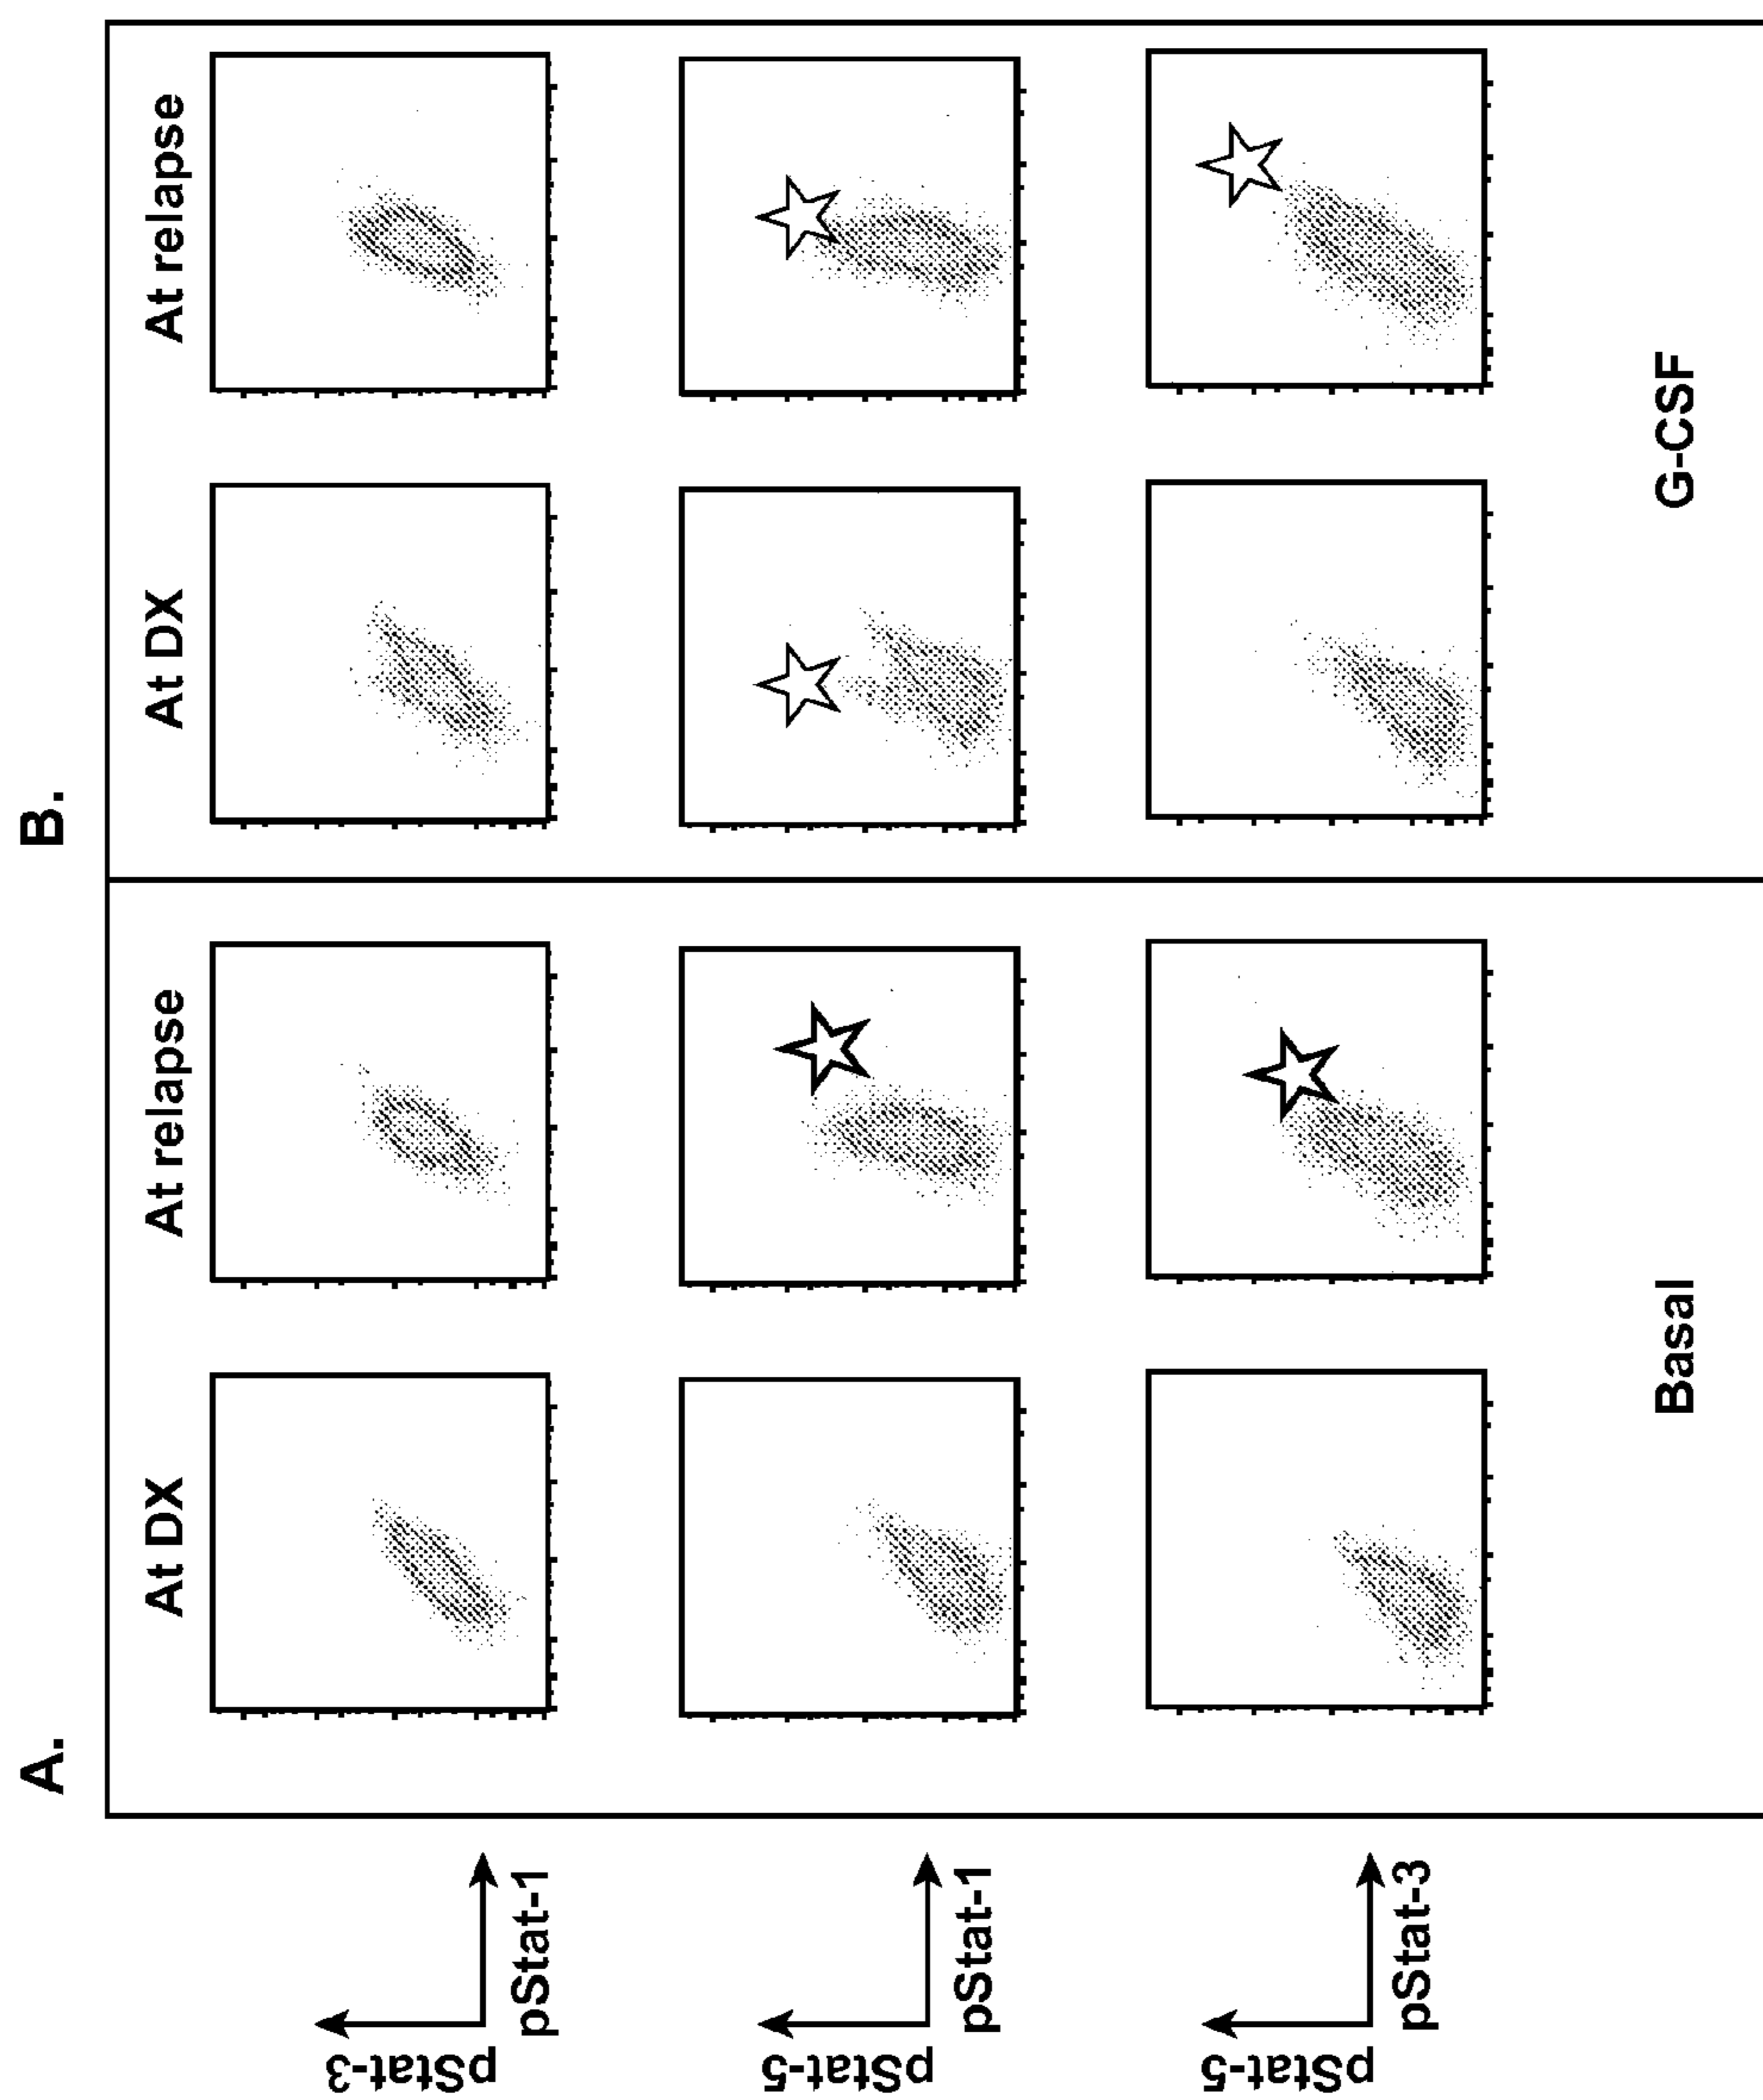 A.
B.
At DX
At relapse
At DX
At relapse
pStat-3
pStat-1
pStat-5
pStat-1
pStat-5
pStat-3
Basal
G-CSF